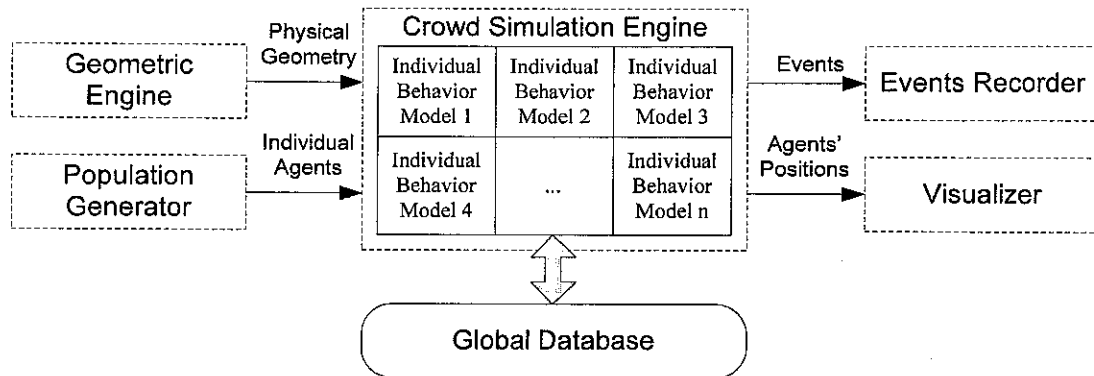 Geometric
Engine
Population
Generator
Physical
Geometry
Individual
Agents
Crowd Simulation Engine
Individual
Behavior
Model 1
Individual
Behavior
Model 2
Individual
Behavior
Model 3
Individual
Behavior
Model 4
...
Individual
Behavior
Model n
Events
Agents'
Positions
Events Recorder
Visualizer
Global Database